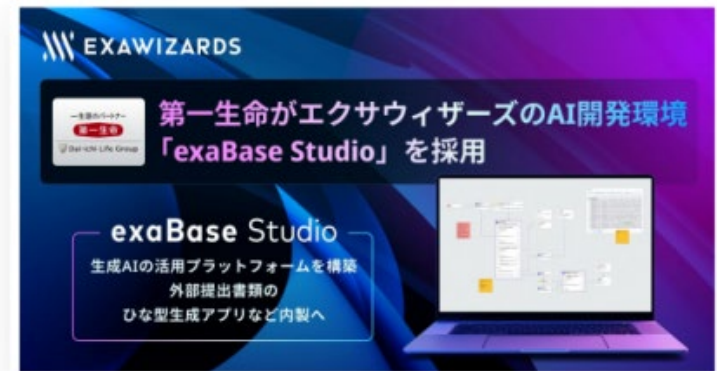 EXAWIZARDS
一生涯のパートナー
第一生命
Dai-ichi Life Group
第一生命がエクサウィザーズのAI開発環境
「exaBase Studio」を採用
exaBase Studio
生成AIの活用プラットフォームを構築
外部提出書類の
ひな型生成アプリなど内製へ